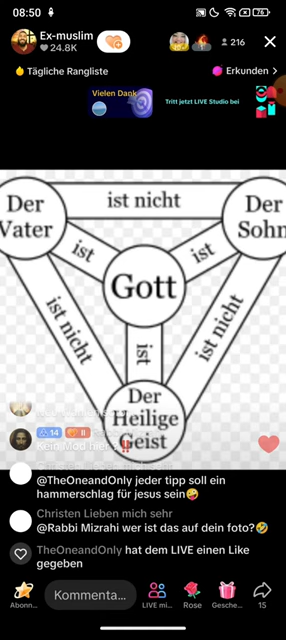 08:50
76
Ex-muslim
24.8K
216
Tägliche Rangliste
Erkunden >
Vielen Dank
Tritt jetzt LIVE Studio bei
Der Vater
ist nicht
Der Sohn
ist
ist
Gott
ist nicht
ist
ist nicht
Der
Heilige
Geist
14
II
Kein Mod hier
@TheOneandOnly jeder tipp soll ein
hammerschlag für jesus sein🤪
Christen Lieben mich sehr
@Rabbi Mizrahi wer ist das auf dein foto?🤣
TheOneandOnly hat dem LIVE einen Like
gegeben
Abonn...
Kommenta...
LIVE mi...
Rose
Gesche...
15